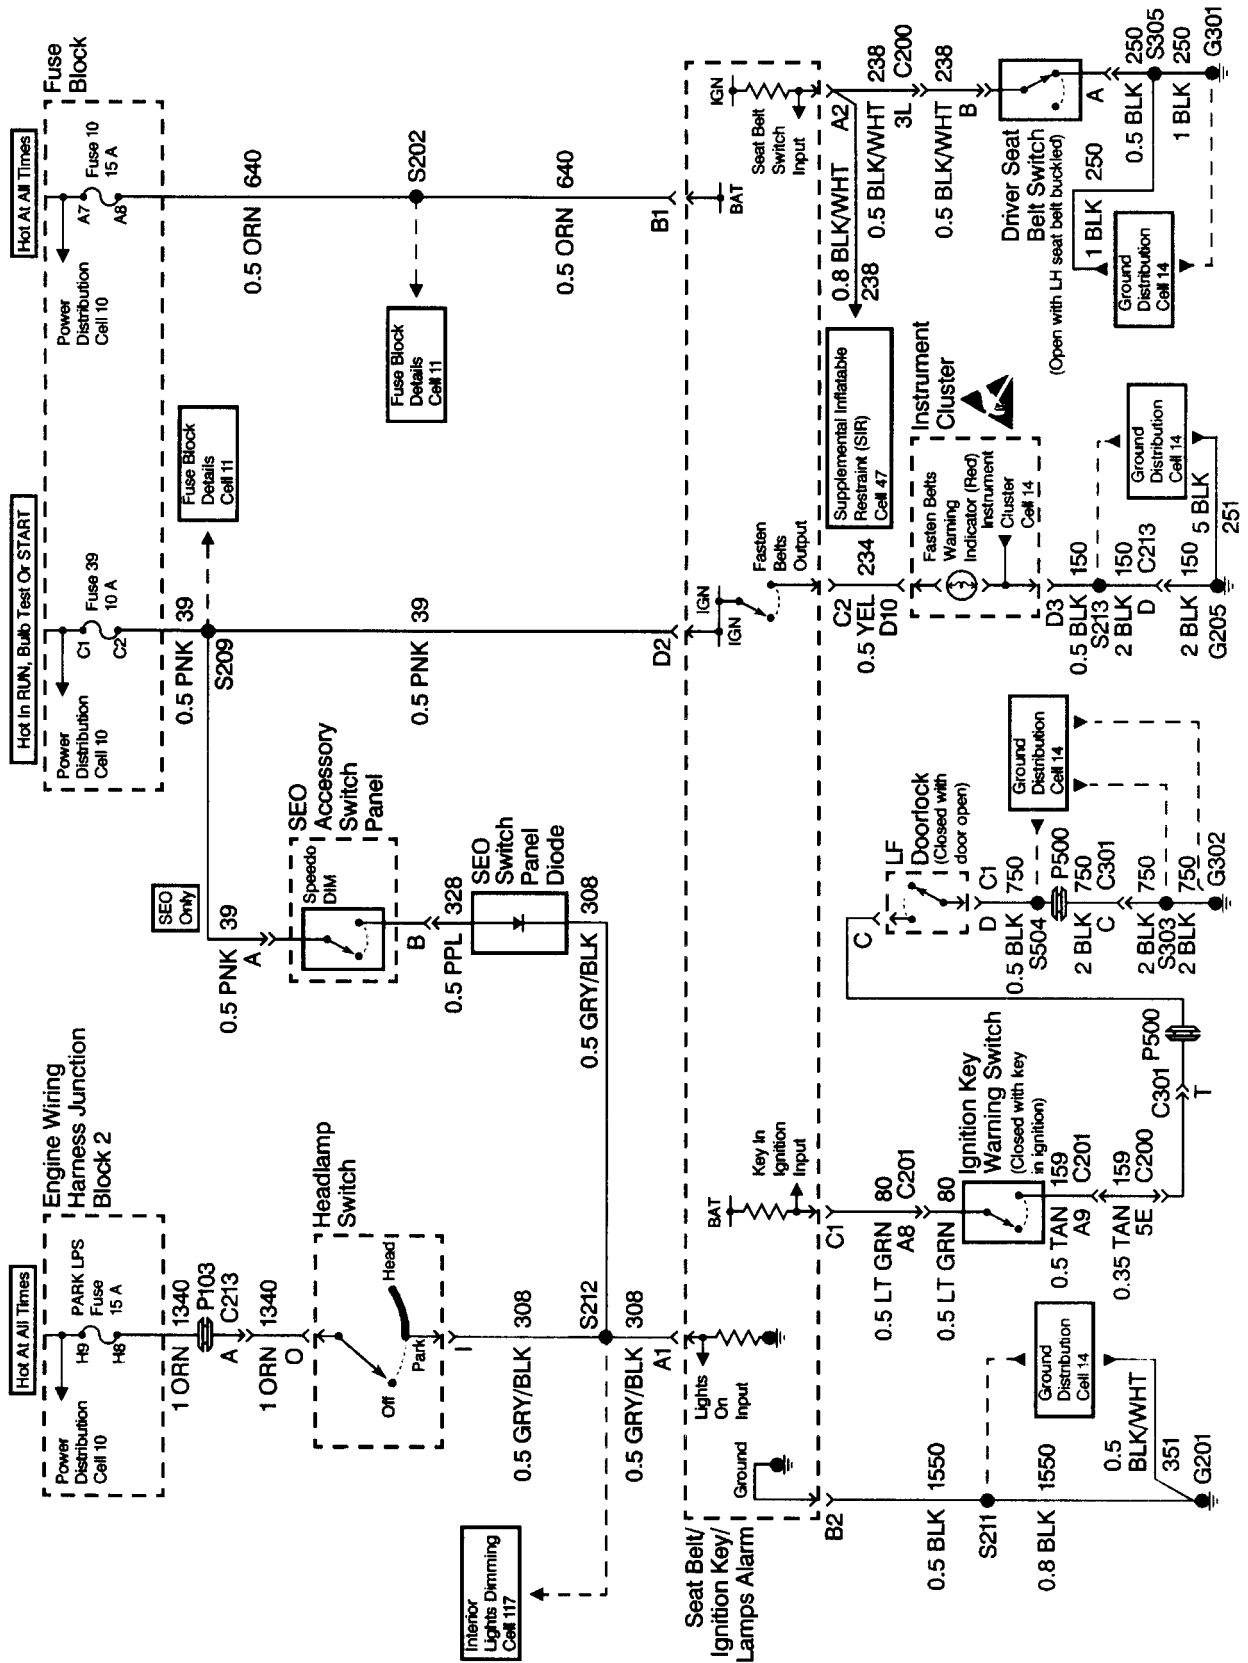 Hot At All Times
Engine Wiring
Harness Junction
Block 2
Power
Distribution
Cell 10
H9
H8
PARK LPS
Fuse
15 A
1 ORN
1340
P103
A
C213
1 ORN
1340
O
Headlamp
Switch
Off
Park
Head
I
0.5 GRY/BLK
308
S212
0.5 GRY/BLK
308
A1
Interior
Lights Dimming
Cell 117
SEO
Only
0.5 PNK
39
A
SEO
Accessory
Switch
Panel
Speedo
DIM
B
0.5 PPL
328
SEO
Switch
Panel
Diode
0.5 GRY/BLK
308
Hot In RUN, Bulb Test Or START
Power
Distribution
Cell 10
C1
C2
Fuse 39
10 A
0.5 PNK
39
S209
Fuse Block
Details
Cell 11
0.5 PNK
39
D2
Hot At All Times
Fuse
Block
Power
Distribution
Cell 10
A7
A8
Fuse 10
15 A
0.5 ORN
640
S202
Fuse Block
Details
Cell 11
0.5 ORN
640
B1
Seat Belt/
Ignition Key/
Lamps Alarm
Ground
Lights
On
Input
BAT
Key In
Ignition
Input
IGN
IGN
Fasten
Belts
Output
BAT
IGN
Seat Belt
Switch
Input
B2
0.5 BLK
1550
S211
0.8 BLK
1550
Ground
Distribution
Cell 14
0.5
BLK/WHT
351
G201
C1
0.5 LT GRN
80
A8
C201
0.5 LT GRN
80
Ignition Key
Warning Switch
(Closed with key
in ignition)
0.5 TAN
159
A9
C201
0.35 TAN
159
5E
C200
C301
P500
T
C
LF
Doorlock
(Closed with
door open)
D
C1
0.5 BLK
750
S504
P500
2 BLK
750
C
C301
2 BLK
750
S303
2 BLK
750
G302
Ground
Distribution
Cell 14
C2
0.5 YEL
234
D10
Instrument
Cluster
Fasten Belts
Warning
Indicator (Red)
Instrument
Cluster
Cell 14
D3
0.5 BLK
150
S213
2 BLK
150
D
C213
2 BLK
150
G205
Ground
Distribution
Cell 14
5 BLK
251
Supplemental Inflatable
Restraint (SIR)
Cell 47
0.8 BLK/WHT
238
A2
0.5 BLK/WHT
238
3L
C200
0.5 BLK/WHT
238
B
Driver Seat
Belt Switch
(Open with LH seat belt buckled)
A
0.5 BLK
250
S305
1 BLK
250
1 BLK
250
G301
Ground
Distribution
Cell 14